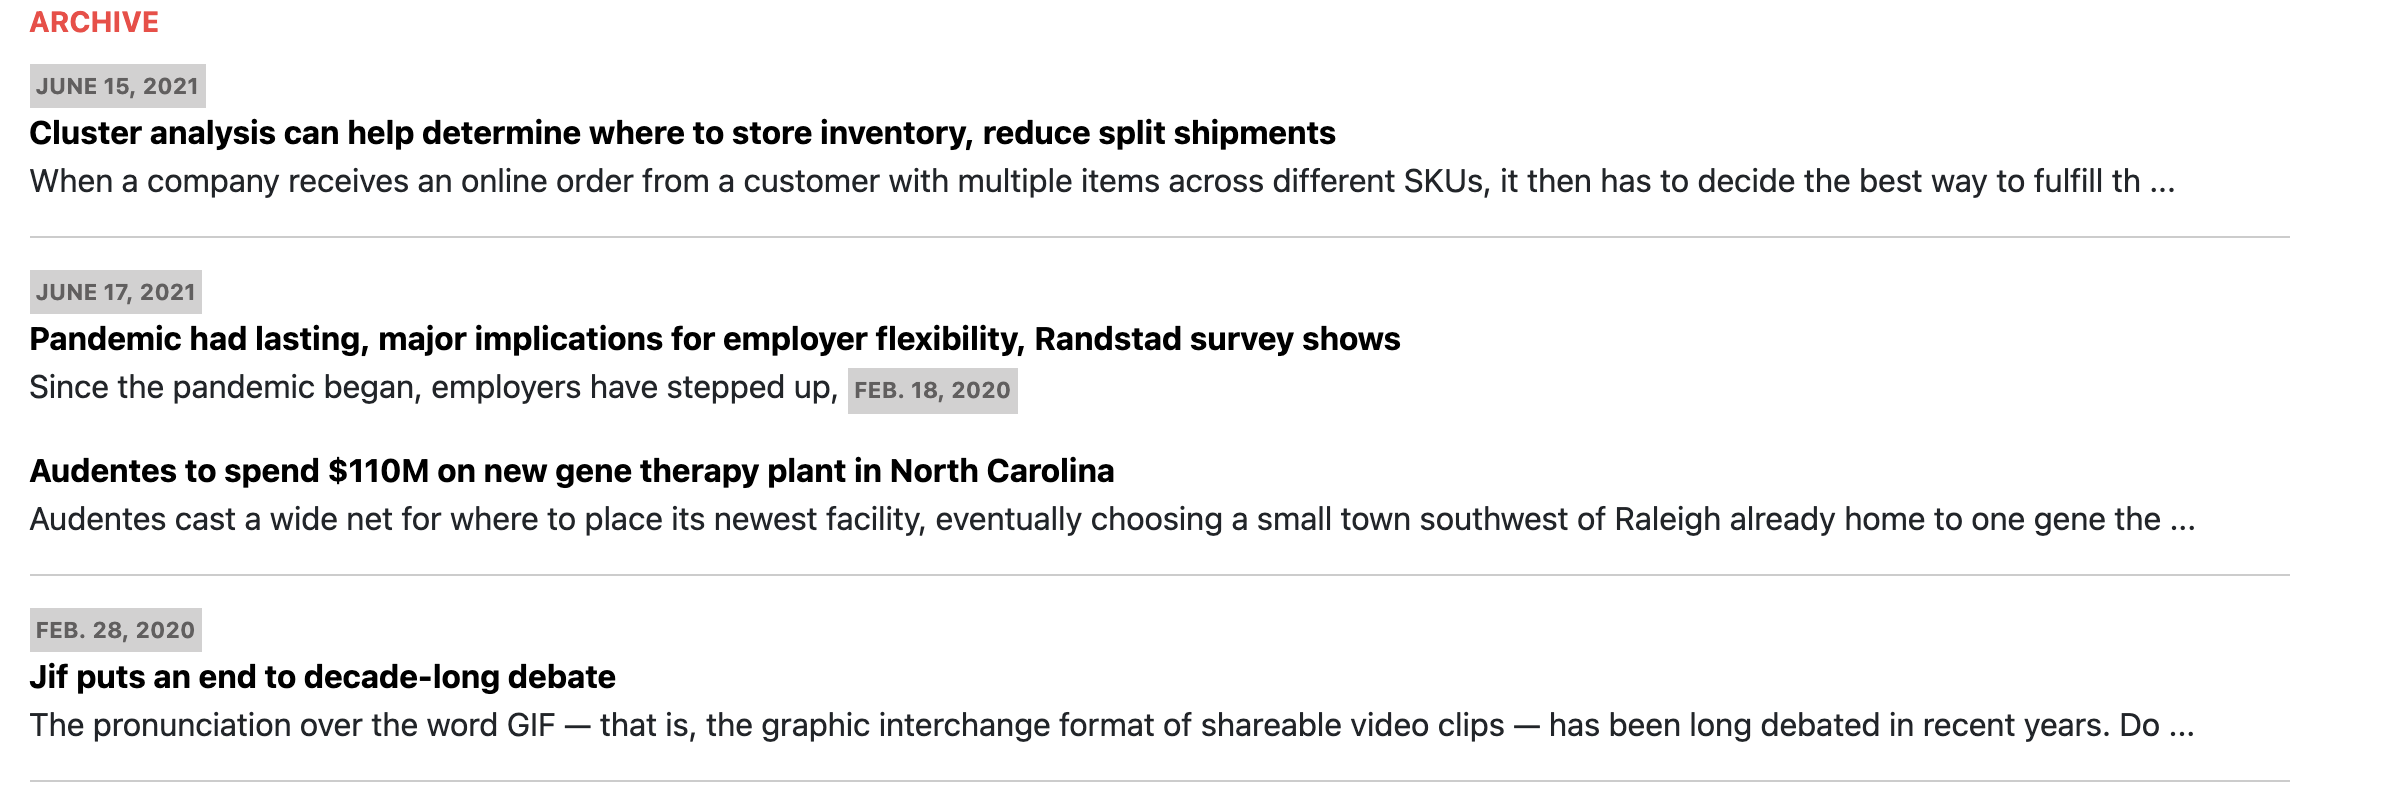 ARCHIVE
JUNE 15, 2021
Cluster analysis can help determine where to store inventory, reduce split shipments
When a company receives an online order from a customer with multiple items across different SKUs, it then has to decide the best way to fulfill th ...
JUNE 17, 2021
Pandemic had lasting, major implications for employer flexibility, Randstad survey shows
Since the pandemic began, employers have stepped up, FEB. 18, 2020
Audentes to spend $110M on new gene therapy plant in North Carolina
Audentes cast a wide net for where to place its newest facility, eventually choosing a small town southwest of Raleigh already home to one gene the ...
FEB. 28, 2020
Jif puts an end to decade-long debate
The pronunciation over the word GIF — that is, the graphic interchange format of shareable video clips — has been long debated in recent years. Do ...